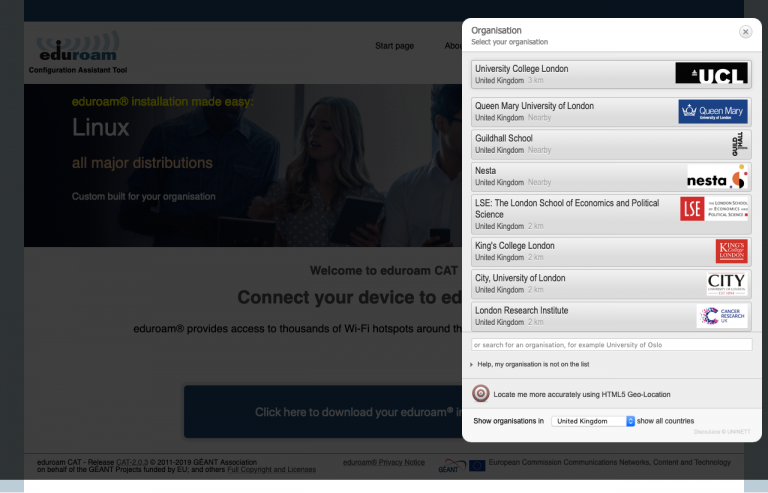 eduroam
Configuration Assistant Tool
Start page
Abou
eduroam® installation made easy:
Linux
all major distributions
Custom built for your organisation
Welcome to eduroam CAT
Connect your device to ed
eduroam® provides access to thousands of Wi-Fi hotspots around th
Click here to download your eduroam® in
eduroam CAT - Release CAT-2.0.3 © 2011-2019 GÉANT Association
on behalf of the GÉANT Projects funded by EU; and others Full Copyright and Licenses
eduroam® Privacy Notice
GÉANT
European Commission Communications Networks, Content and Technology
Organisation
Select your organisation
University College London
United Kingdom 3 km
UCL
Queen Mary University of London
United Kingdom Nearby
Queen Mary
University of London
Guildhall School
United Kingdom Nearby
GUILD
HALL
Nesta
United Kingdom Nearby
nesta
LSE: The London School of Economics and Political
Science
United Kingdom 2 km
LSE
THE LONDON SCHOOL
OF ECONOMICS AND
POLITICAL SCIENCE
King's College London
United Kingdom 2 km
KING'S
College
LONDON
City, University of London
United Kingdom 2 km
CITY
UNIVERSITY OF LONDON
EST 1894
London Research Institute
United Kingdom 2 km
CANCER
RESEARCH
UK
or search for an organisation, for example University of Oslo
Help, my organisation is not on the list
Locate me more accurately using HTML5 Geo-Location
Show organisations in
United Kingdom
show all countries
DiscoJuice © UNINETT